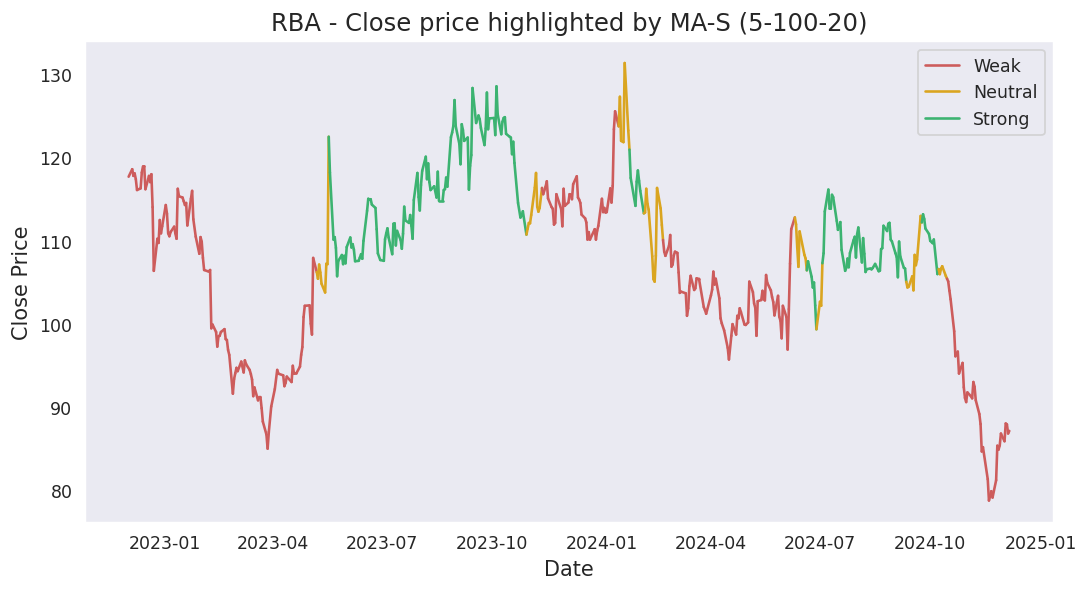 RBA - Close price highlighted by MA-S (5-100-20)
Weak
Neutral
Strong
Close Price
130
120
110
100
90
80
2023-01
2023-04
2023-07
2023-10
2024-01
2024-04
2024-07
2024-10
2025-01
Date